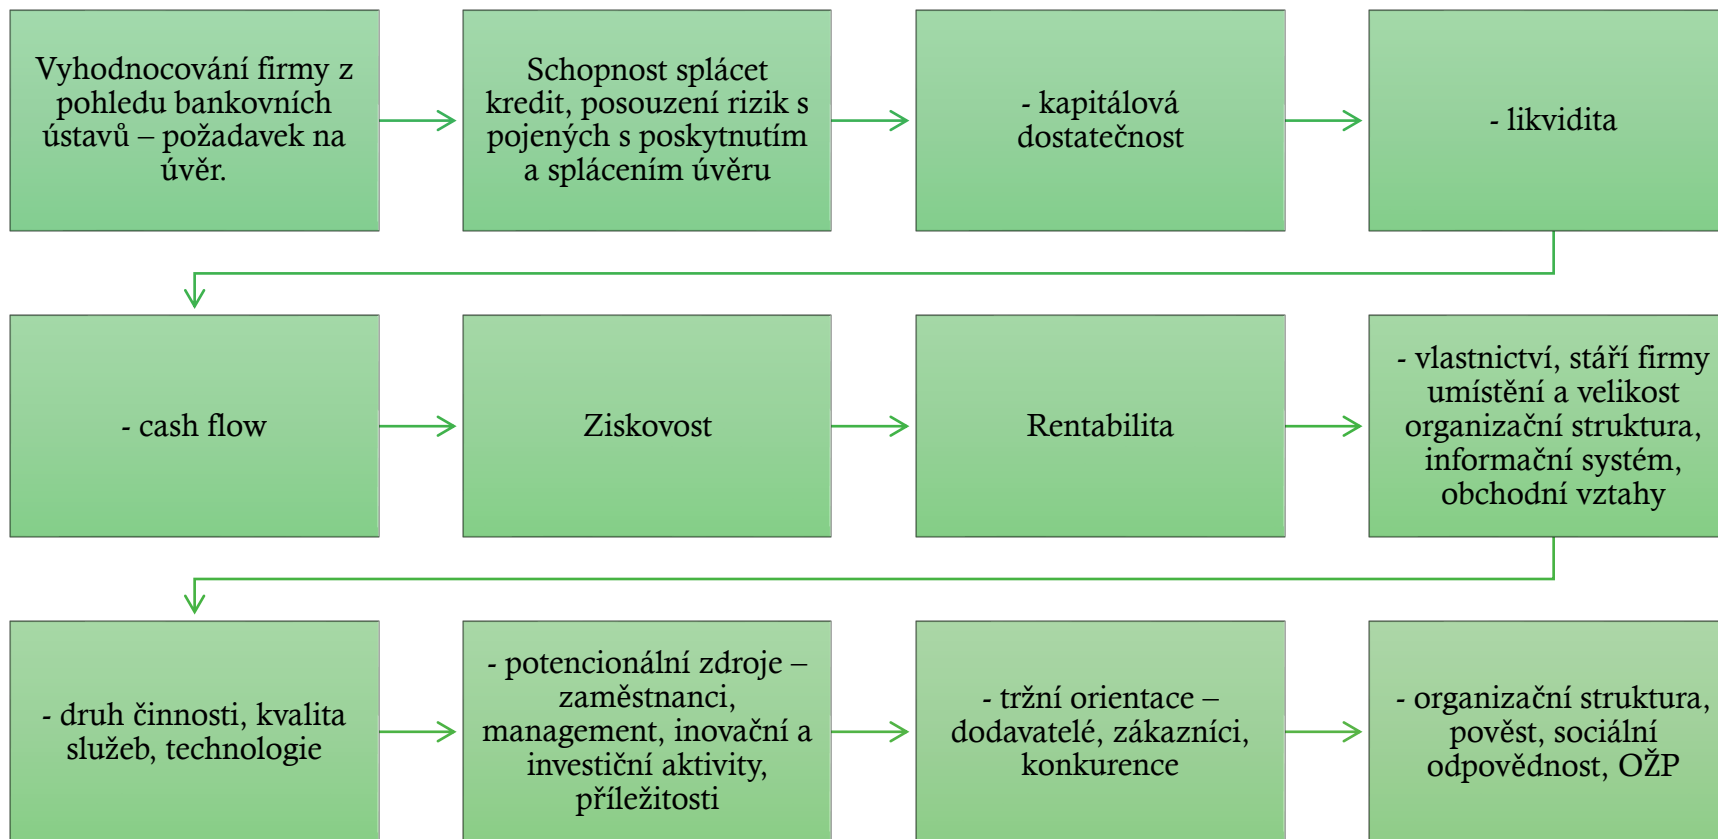 Vyhodnocování firmy z
pohledu bankovních
ústavů – požadavek na
úvěr.
Schopnost splácet
kredit, posouzení rizik s
pojených s poskytnutím
a splácením úvěru
- kapitálová
dostatečnost
- likvidita
- cash flow
Ziskovost
Rentabilita
- vlastnictví, stáří firmy
umístění a velikost
organizační struktura,
informační systém,
obchodní vztahy
- druh činnosti, kvalita
služeb, technologie
- potencionální zdroje –
zaměstnanci,
management, inovační a
investiční aktivity,
příležitosti
- tržní orientace –
dodavatelé, zákazníci,
konkurence
- organizační struktura,
pověst, sociální
odpovědnost, OŽP